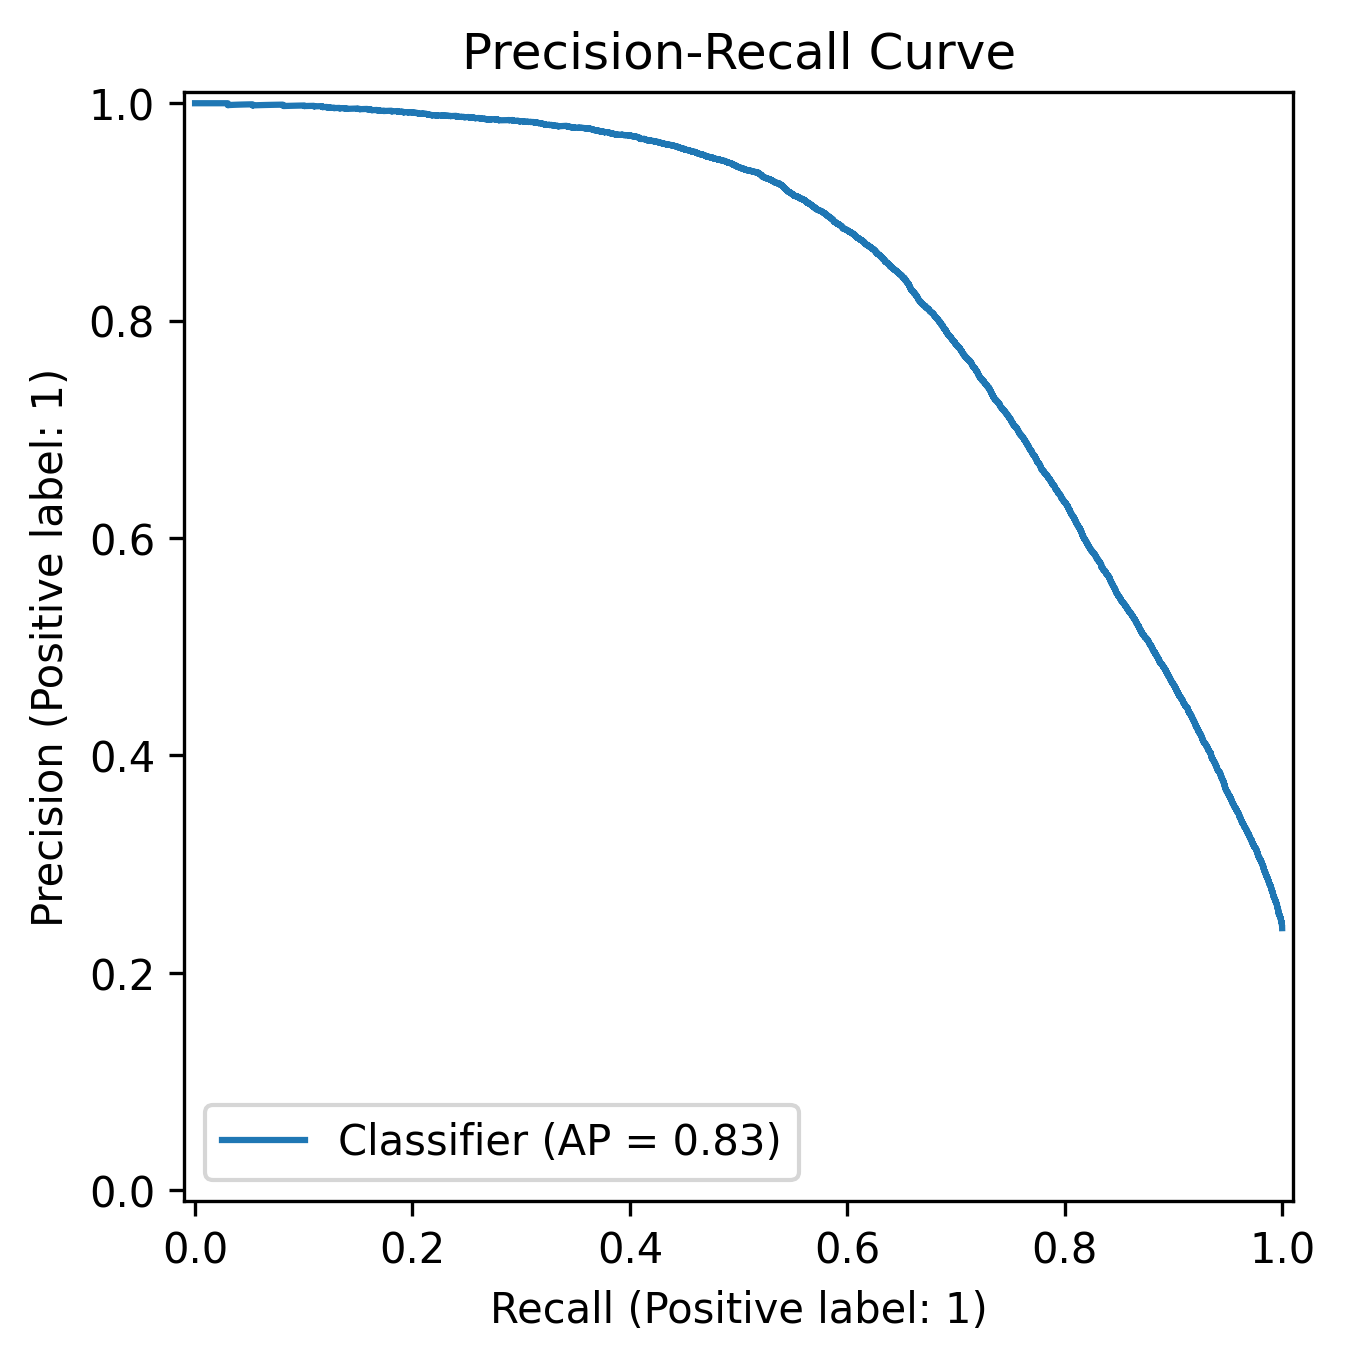 Precision-Recall Curve
1.0
0.8
0.6
0.4
0.2
0.0
Precision (Positive label: 1)
Classifier (AP = 0.83)
0.0 0.2 0.4 0.6 0.8 1.0
Recall (Positive label: 1)